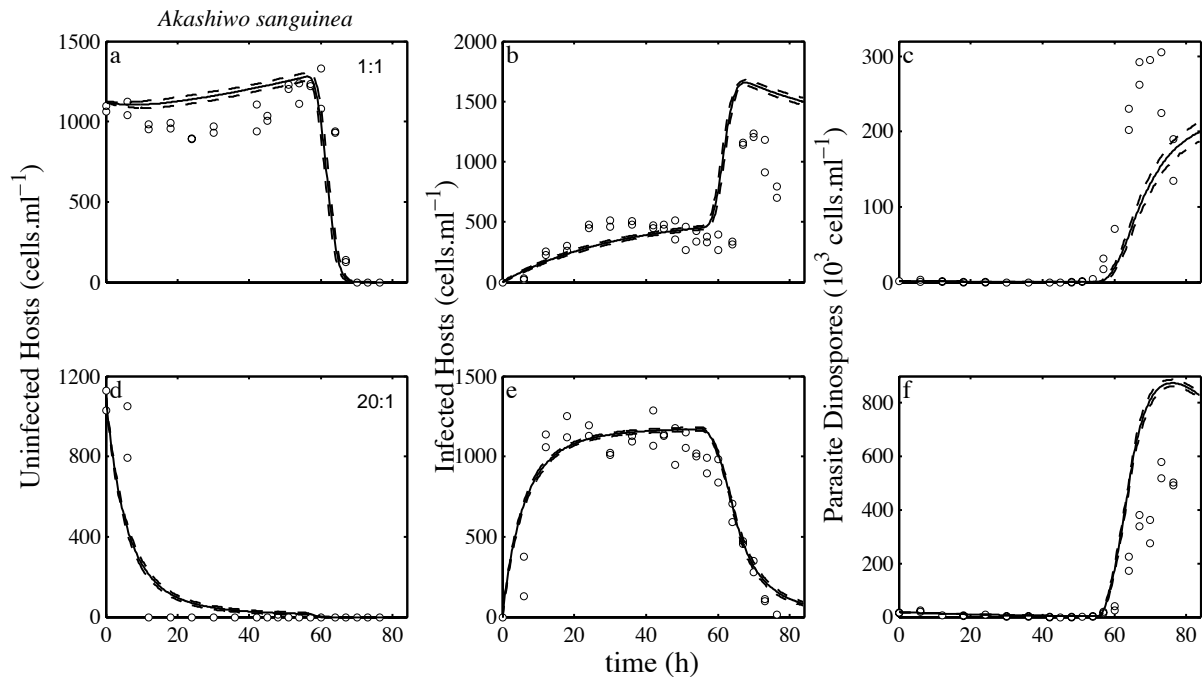 Akashiwo sanguinea
a
1:1
1500
1000
500
0
b
2000
1500
1000
500
0
c
300
200
100
0
d
20:1
1200
800
400
0
0 20 40 60 80
e
1500
1000
500
0
0 20 40 60 80
f
800
600
400
200
0
0 20 40 60 80
Uninfected Hosts (cells.ml−1)
Infected Hosts (cells.ml−1)
Parasite Dinospores (103 cells.ml−1)
time (h)